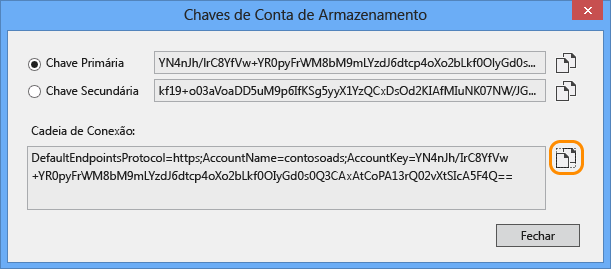 Chaves de Conta de Armazenamento
Chave Primária YN4nJh/IrC8YfVw+YR0pyFrWM8bM9mLYzdJ6dtcp4oXo2bLkf0OIyGd0s...
Chave Secundária kf19+o03aVoaDD5uM9p6IfKSg5yyX1YzQCxDsOd2KIAfMIuNK07NW/JG...
Cadeia de Conexão:
DefaultEndpointsProtocol=https;AccountName=contosoads;AccountKey=YN4nJh/IrC8YfVw
+YR0pyFrWM8bM9mLYzdJ6dtcp4oXo2bLkf0OIyGd0s0Q3CAxAtCoPA13rQ02vXtSIcA5F4Q==
Fechar